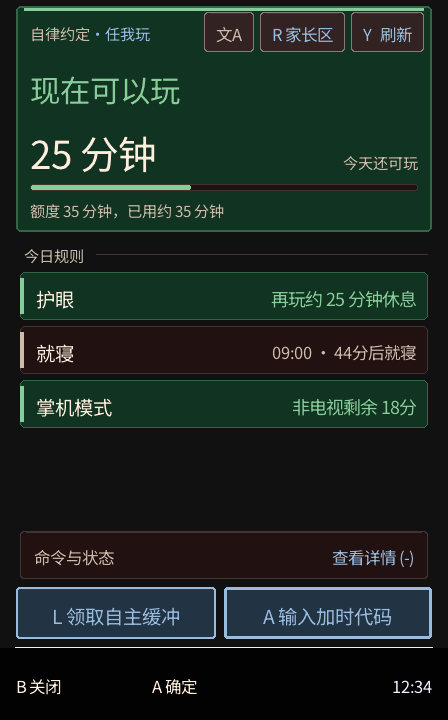 自律约定·任我玩 文A R 家长区 Y 刷新
现在可以玩
25 分钟 今天还可玩
额度 35 分钟，已用约 35 分钟
今日规则
护眼 再玩约 25 分钟休息
就寝 09:00 · 44分后就寝
掌机模式 非电视剩余 18分
命令与状态 查看详情 (-)
L 领取自主缓冲 A 输入加时代码
B 关闭 A 确定 12:34